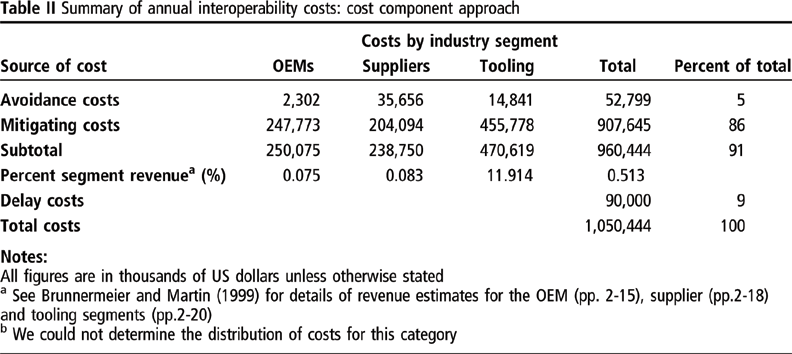 Table II Summary of annual interoperability costs: cost component approach
Costs by industry segment
Source of cost OEMs Suppliers Tooling Total Percent of total
Avoidance costs 2,302 35,656 14,841 52,799 5
Mitigating costs 247,773 204,094 455,778 907,645 86
Subtotal 250,075 238,750 470,619 960,444 91
Percent segment revenueᵃ (%) 0.075 0.083 11.914 0.513
Delay costs 90,000 9
Total costs 1,050,444 100
Notes:
All figures are in thousands of US dollars unless otherwise stated
ᵃ See Brunnermeier and Martin (1999) for details of revenue estimates for the OEM (pp. 2-15), supplier (pp.2-18)
and tooling segments (pp.2-20)
ᵇ We could not determine the distribution of costs for this category